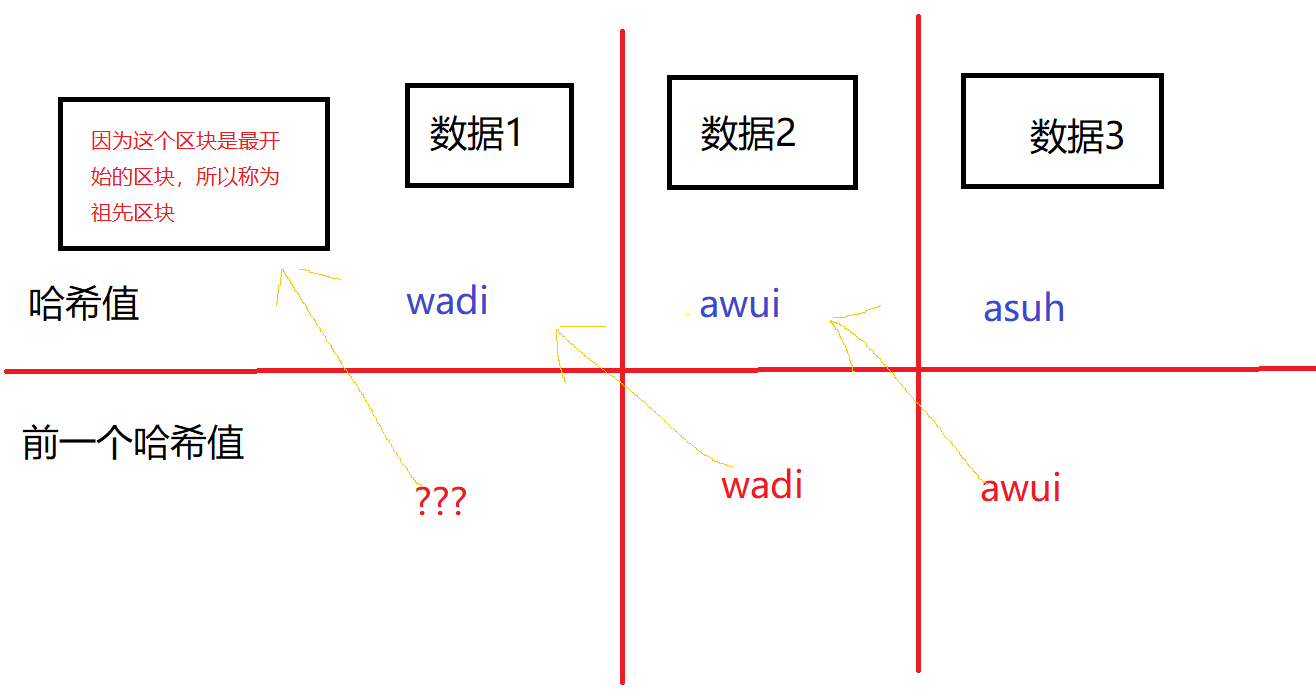 因为这个区块是最开
始的区块，所以称为
祖先区块
数据1
数据2
数据3
哈希值
wadi
awui
asuh
前一个哈希值
???
wadi
awui